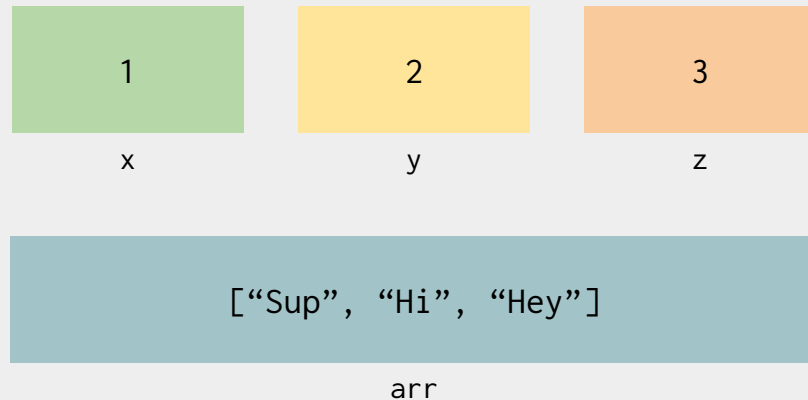 1 2 3
x y z
[“Sup”, “Hi”, “Hey”]
arr